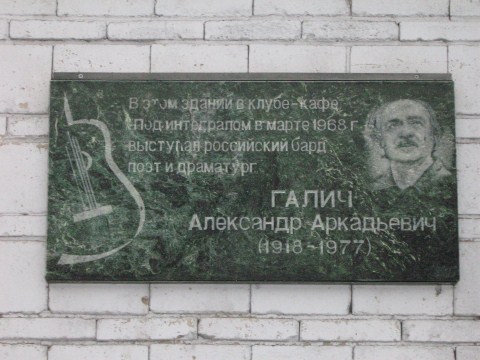 В этом здании в клубе-кафе
"Под интегралом" в марте 1968 г.
выступал российский бард,
поэт и драматург
ГАЛИЧ
Александр Аркадьевич
(1918-1977)